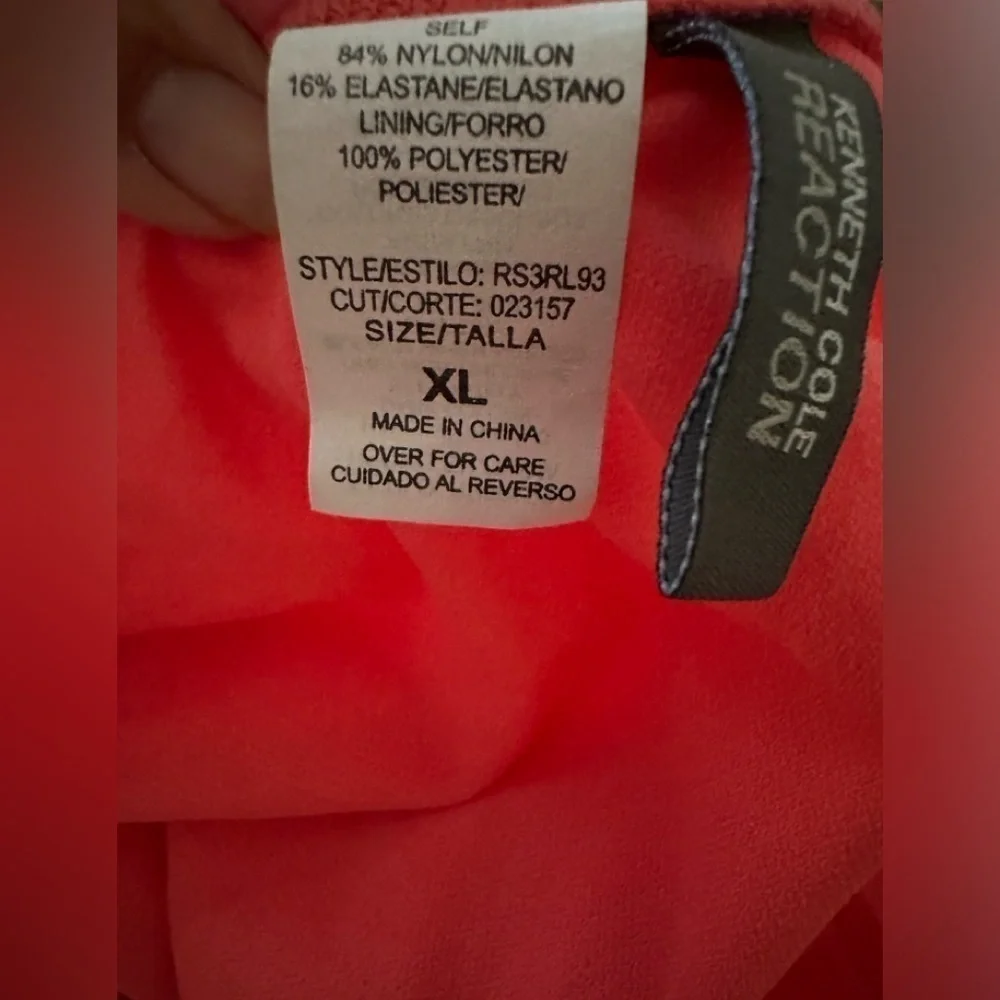 SELF
84% NYLON/NILON
16% ELASTANE/ELASTANO
LINING/FORRO
100% POLYESTER/
POLIESTER/
STYLE/ESTILO: RS3RL93
CUT/CORTE: 023157
SIZE/TALLA
XL
MADE IN CHINA
OVER FOR CARE
CUIDADO AL REVERSO
KENNETH COLE
REACTION